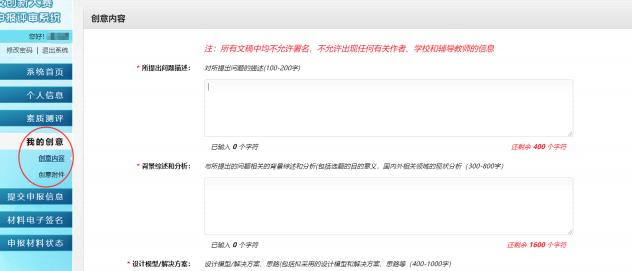 创新大赛
申报评审系统
您好!
修改密码 | 退出系统
系统首页
个人信息
素质测评
我的创意
创意内容
创意附件
提交申报信息
材料电子签名
申报材料状态
创意内容
注：所有文稿中均不允许署名、不允许出现任何有关作者、学校和辅导教师的信息
* 所提出问题描述： 对所提出问题的描述(100-200字)
已输入 0 个字符 还剩余 400 个字符
* 背景综述和分析： 与所提出的问题相关的背景综述和分析(包括选题的目的意义、国内外相关领域的现状分析（300-800字）
已输入 0 个字符 还剩余 1600 个字符
* 设计模型/解决方案： 设计模型/解决方案、思路(包括拟采用的设计模型和解决方案、思路等（400-1000字）